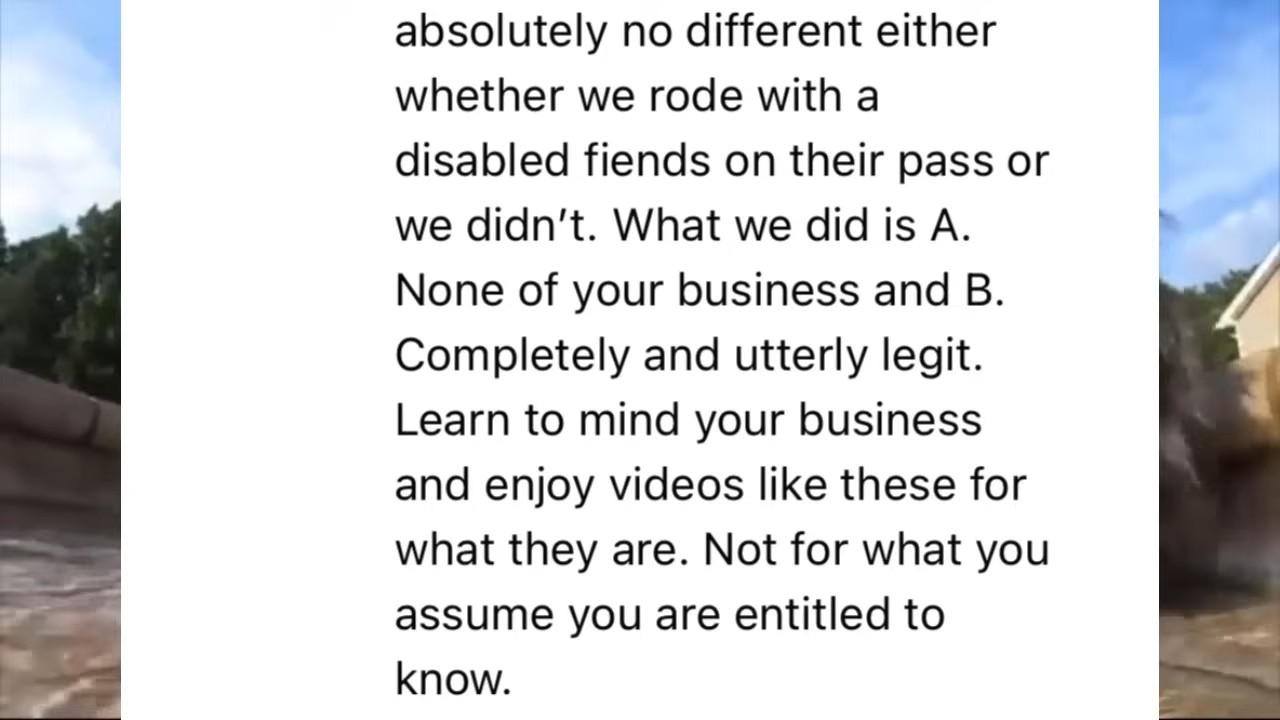 absolutely no different either
whether we rode with a
disabled fiends on their pass or
we didn’t. What we did is A.
None of your business and B.
Completely and utterly legit.
Learn to mind your business
and enjoy videos like these for
what they are. Not for what you
assume you are entitled to
know.